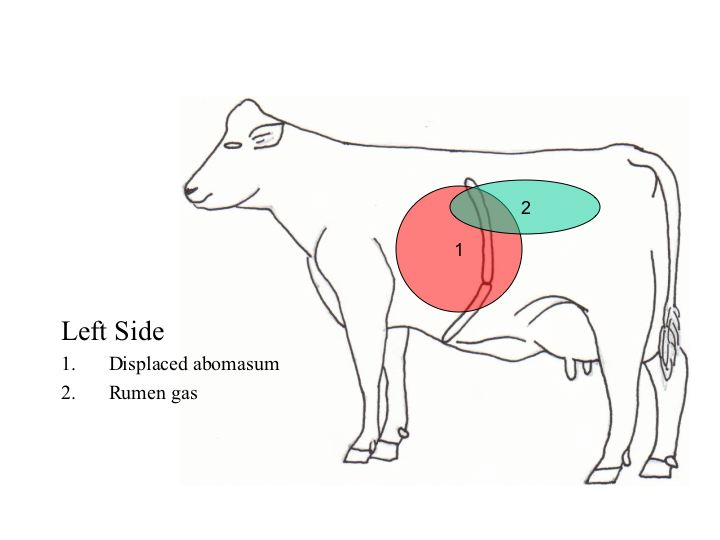 2
1
Left Side
1. Displaced abomasum
2. Rumen gas